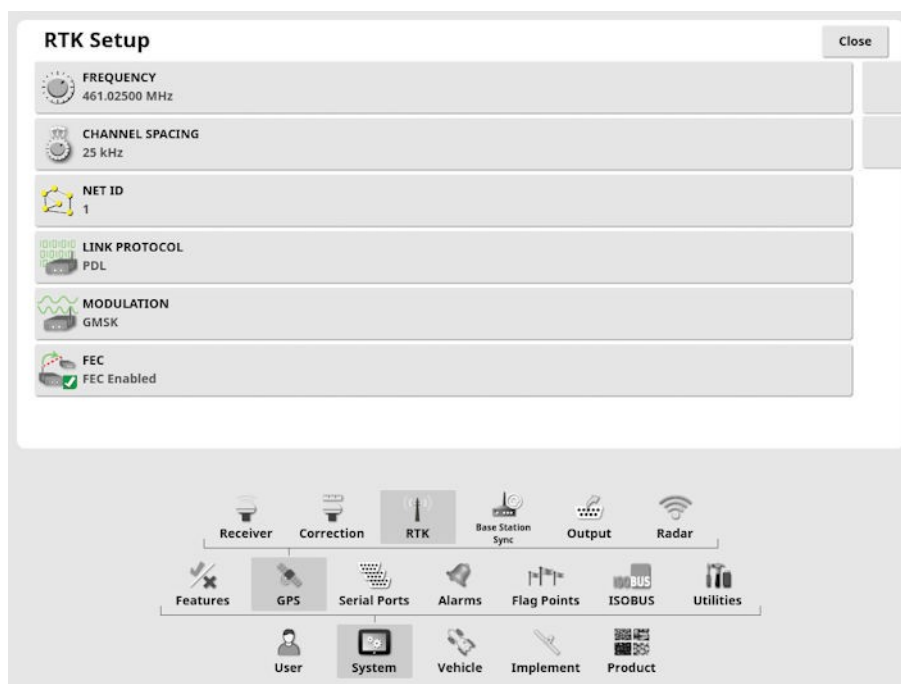 RTK Setup
Close
FREQUENCY
461.02500 MHz
CHANNEL SPACING
25 kHz
NET ID
1
LINK PROTOCOL
PDL
MODULATION
GMSK
FEC
FEC Enabled
Receiver
Correction
RTK
Base Station
Sync
Output
Radar
Features
GPS
Serial Ports
Alarms
Flag Points
ISOBUS
ISOBUS
Utilities
User
System
Vehicle
Implement
Product